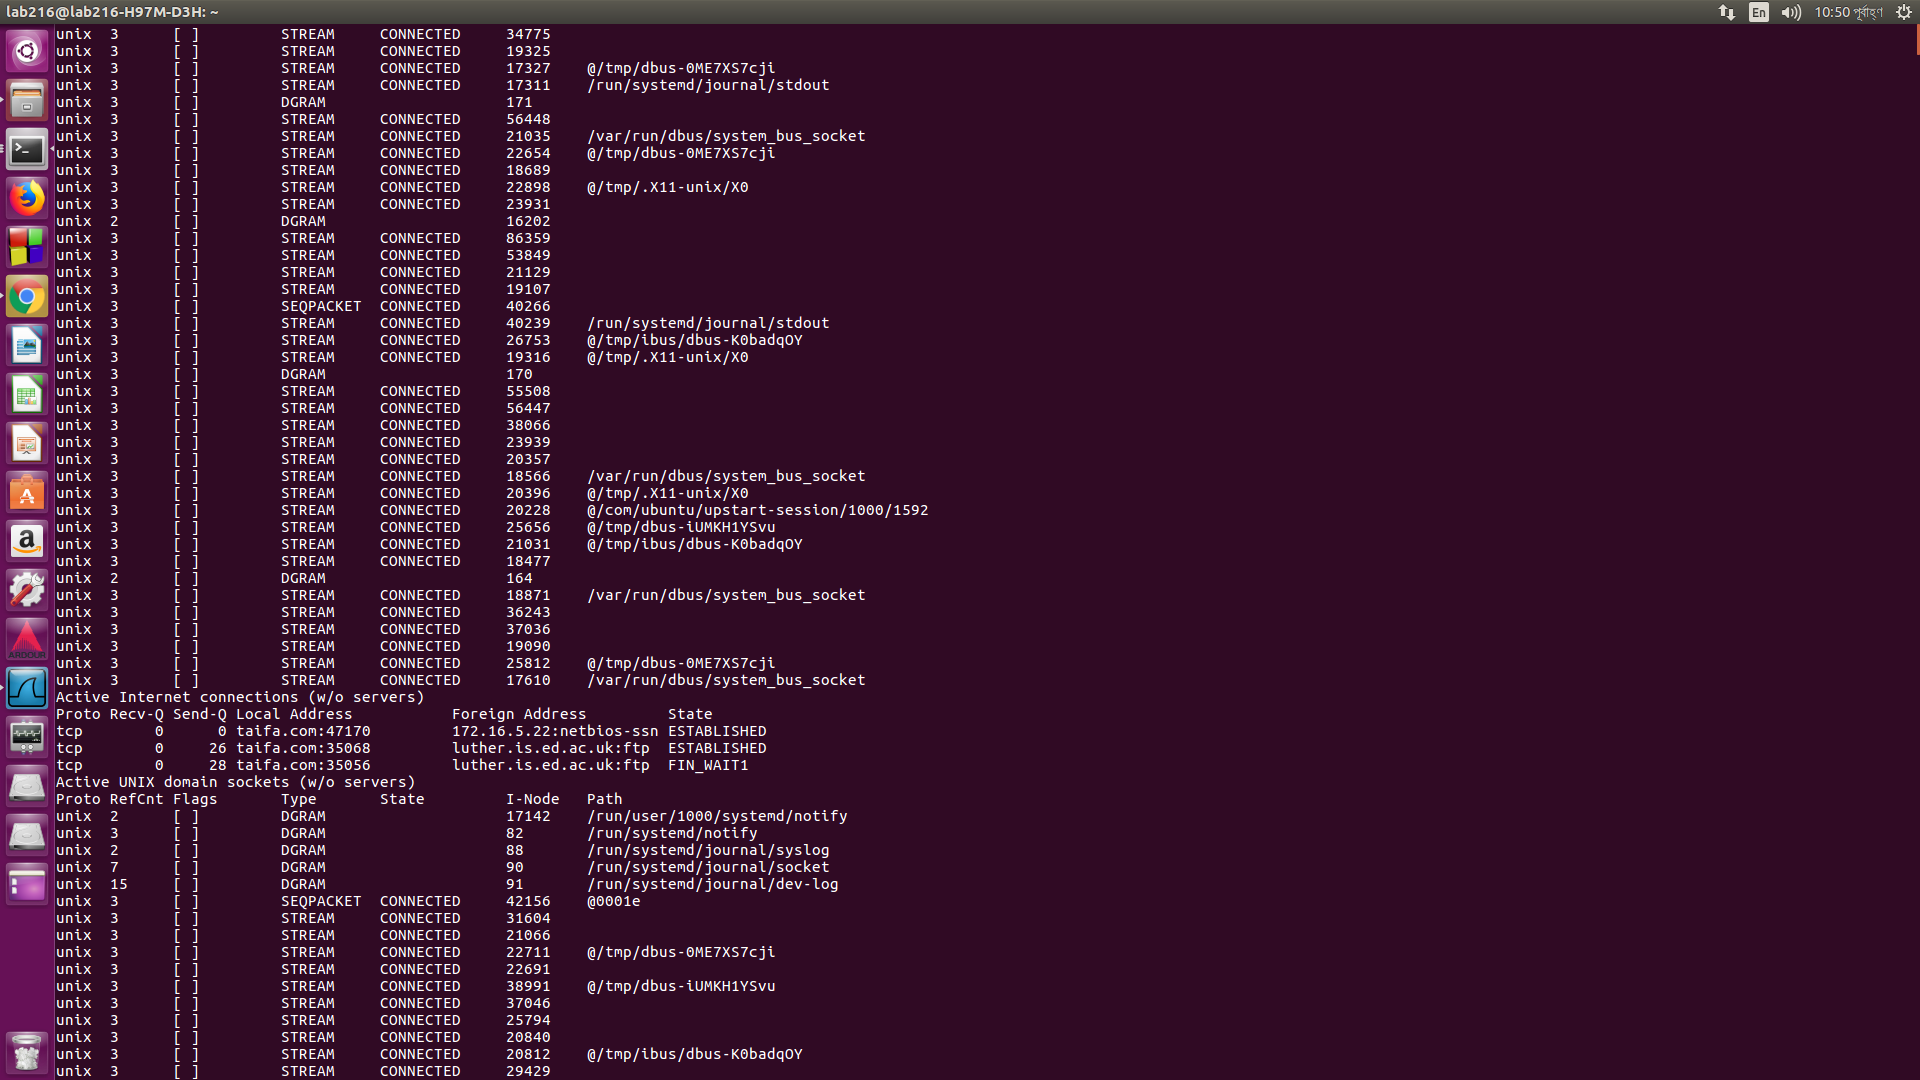 lab216@lab216-H97M-D3H: ~ En 10:50 পূর্বাহ্ণ
unix 3 [ ] STREAM CONNECTED 34775
unix 3 [ ] STREAM CONNECTED 19325
unix 3 [ ] STREAM CONNECTED 17327 @/tmp/dbus-0ME7XS7cji
unix 3 [ ] STREAM CONNECTED 17311 /run/systemd/journal/stdout
unix 3 [ ] DGRAM 171
unix 3 [ ] STREAM CONNECTED 56448
unix 3 [ ] STREAM CONNECTED 21035 /var/run/dbus/system_bus_socket
unix 3 [ ] STREAM CONNECTED 22654 @/tmp/dbus-0ME7XS7cji
unix 3 [ ] STREAM CONNECTED 18689
unix 3 [ ] STREAM CONNECTED 22898 @/tmp/.X11-unix/X0
unix 3 [ ] STREAM CONNECTED 23931
unix 2 [ ] DGRAM 16202
unix 3 [ ] STREAM CONNECTED 86359
unix 3 [ ] STREAM CONNECTED 53849
unix 3 [ ] STREAM CONNECTED 21129
unix 3 [ ] STREAM CONNECTED 19107
unix 3 [ ] SEQPACKET CONNECTED 40266
unix 3 [ ] STREAM CONNECTED 40239 /run/systemd/journal/stdout
unix 3 [ ] STREAM CONNECTED 26753 @/tmp/ibus/dbus-K0badqOY
unix 3 [ ] STREAM CONNECTED 19316 @/tmp/.X11-unix/X0
unix 3 [ ] DGRAM 170
unix 3 [ ] STREAM CONNECTED 55508
unix 3 [ ] STREAM CONNECTED 56447
unix 3 [ ] STREAM CONNECTED 38066
unix 3 [ ] STREAM CONNECTED 23939
unix 3 [ ] STREAM CONNECTED 20357
unix 3 [ ] STREAM CONNECTED 18566 /var/run/dbus/system_bus_socket
unix 3 [ ] STREAM CONNECTED 20396 @/tmp/.X11-unix/X0
unix 3 [ ] STREAM CONNECTED 20228 @/com/ubuntu/upstart-session/1000/1592
unix 3 [ ] STREAM CONNECTED 25656 @/tmp/dbus-iUMKH1YSvu
unix 3 [ ] STREAM CONNECTED 21031 @/tmp/ibus/dbus-K0badqOY
unix 3 [ ] STREAM CONNECTED 18477
unix 2 [ ] DGRAM 164
unix 3 [ ] STREAM CONNECTED 18871 /var/run/dbus/system_bus_socket
unix 3 [ ] STREAM CONNECTED 36243
unix 3 [ ] STREAM CONNECTED 37036
unix 3 [ ] STREAM CONNECTED 19090
unix 3 [ ] STREAM CONNECTED 25812 @/tmp/dbus-0ME7XS7cji
unix 3 [ ] STREAM CONNECTED 17610 /var/run/dbus/system_bus_socket
Active Internet connections (w/o servers)
Proto Recv-Q Send-Q Local Address Foreign Address State
tcp 0 0 taifa.com:47170 172.16.5.22:netbios-ssn ESTABLISHED
tcp 0 26 taifa.com:35068 luther.is.ed.ac.uk:ftp ESTABLISHED
tcp 0 28 taifa.com:35056 luther.is.ed.ac.uk:ftp FIN_WAIT1
Active UNIX domain sockets (w/o servers)
Proto RefCnt Flags Type State I-Node Path
unix 2 [ ] DGRAM 17142 /run/user/1000/systemd/notify
unix 3 [ ] DGRAM 82 /run/systemd/notify
unix 2 [ ] DGRAM 88 /run/systemd/journal/syslog
unix 7 [ ] DGRAM 90 /run/systemd/journal/socket
unix 15 [ ] DGRAM 91 /run/systemd/journal/dev-log
unix 3 [ ] SEQPACKET CONNECTED 42156 @0001e
unix 3 [ ] STREAM CONNECTED 31604
unix 3 [ ] STREAM CONNECTED 21066
unix 3 [ ] STREAM CONNECTED 22711 @/tmp/dbus-0ME7XS7cji
unix 3 [ ] STREAM CONNECTED 22691
unix 3 [ ] STREAM CONNECTED 38991 @/tmp/dbus-iUMKH1YSvu
unix 3 [ ] STREAM CONNECTED 37046
unix 3 [ ] STREAM CONNECTED 25794
unix 3 [ ] STREAM CONNECTED 20840
unix 3 [ ] STREAM CONNECTED 20812 @/tmp/ibus/dbus-K0badqOY
unix 3 [ ] STREAM CONNECTED 29429
ARDOUR